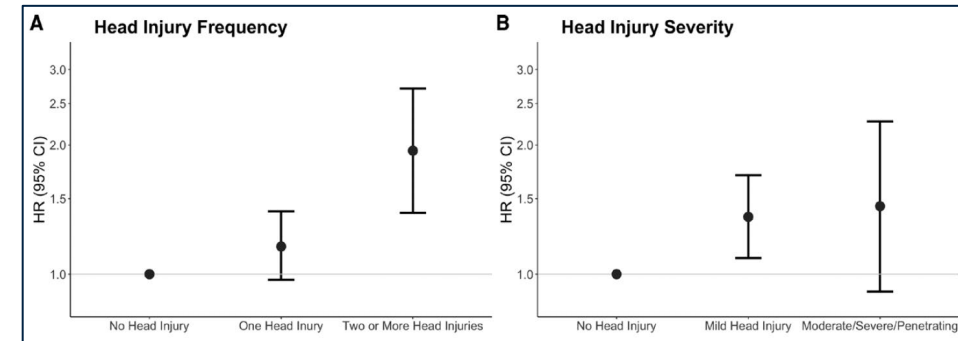 A Head Injury Frequency
HR (95% CI)
3.0
2.5
2.0
1.5
1.0
No Head Injury One Head Inury Two or More Head Injuries
B Head Injury Severity
HR (95% CI)
3.0
2.5
2.0
1.5
1.0
No Head Injury Mild Head Injury Moderate/Severe/Penetrating